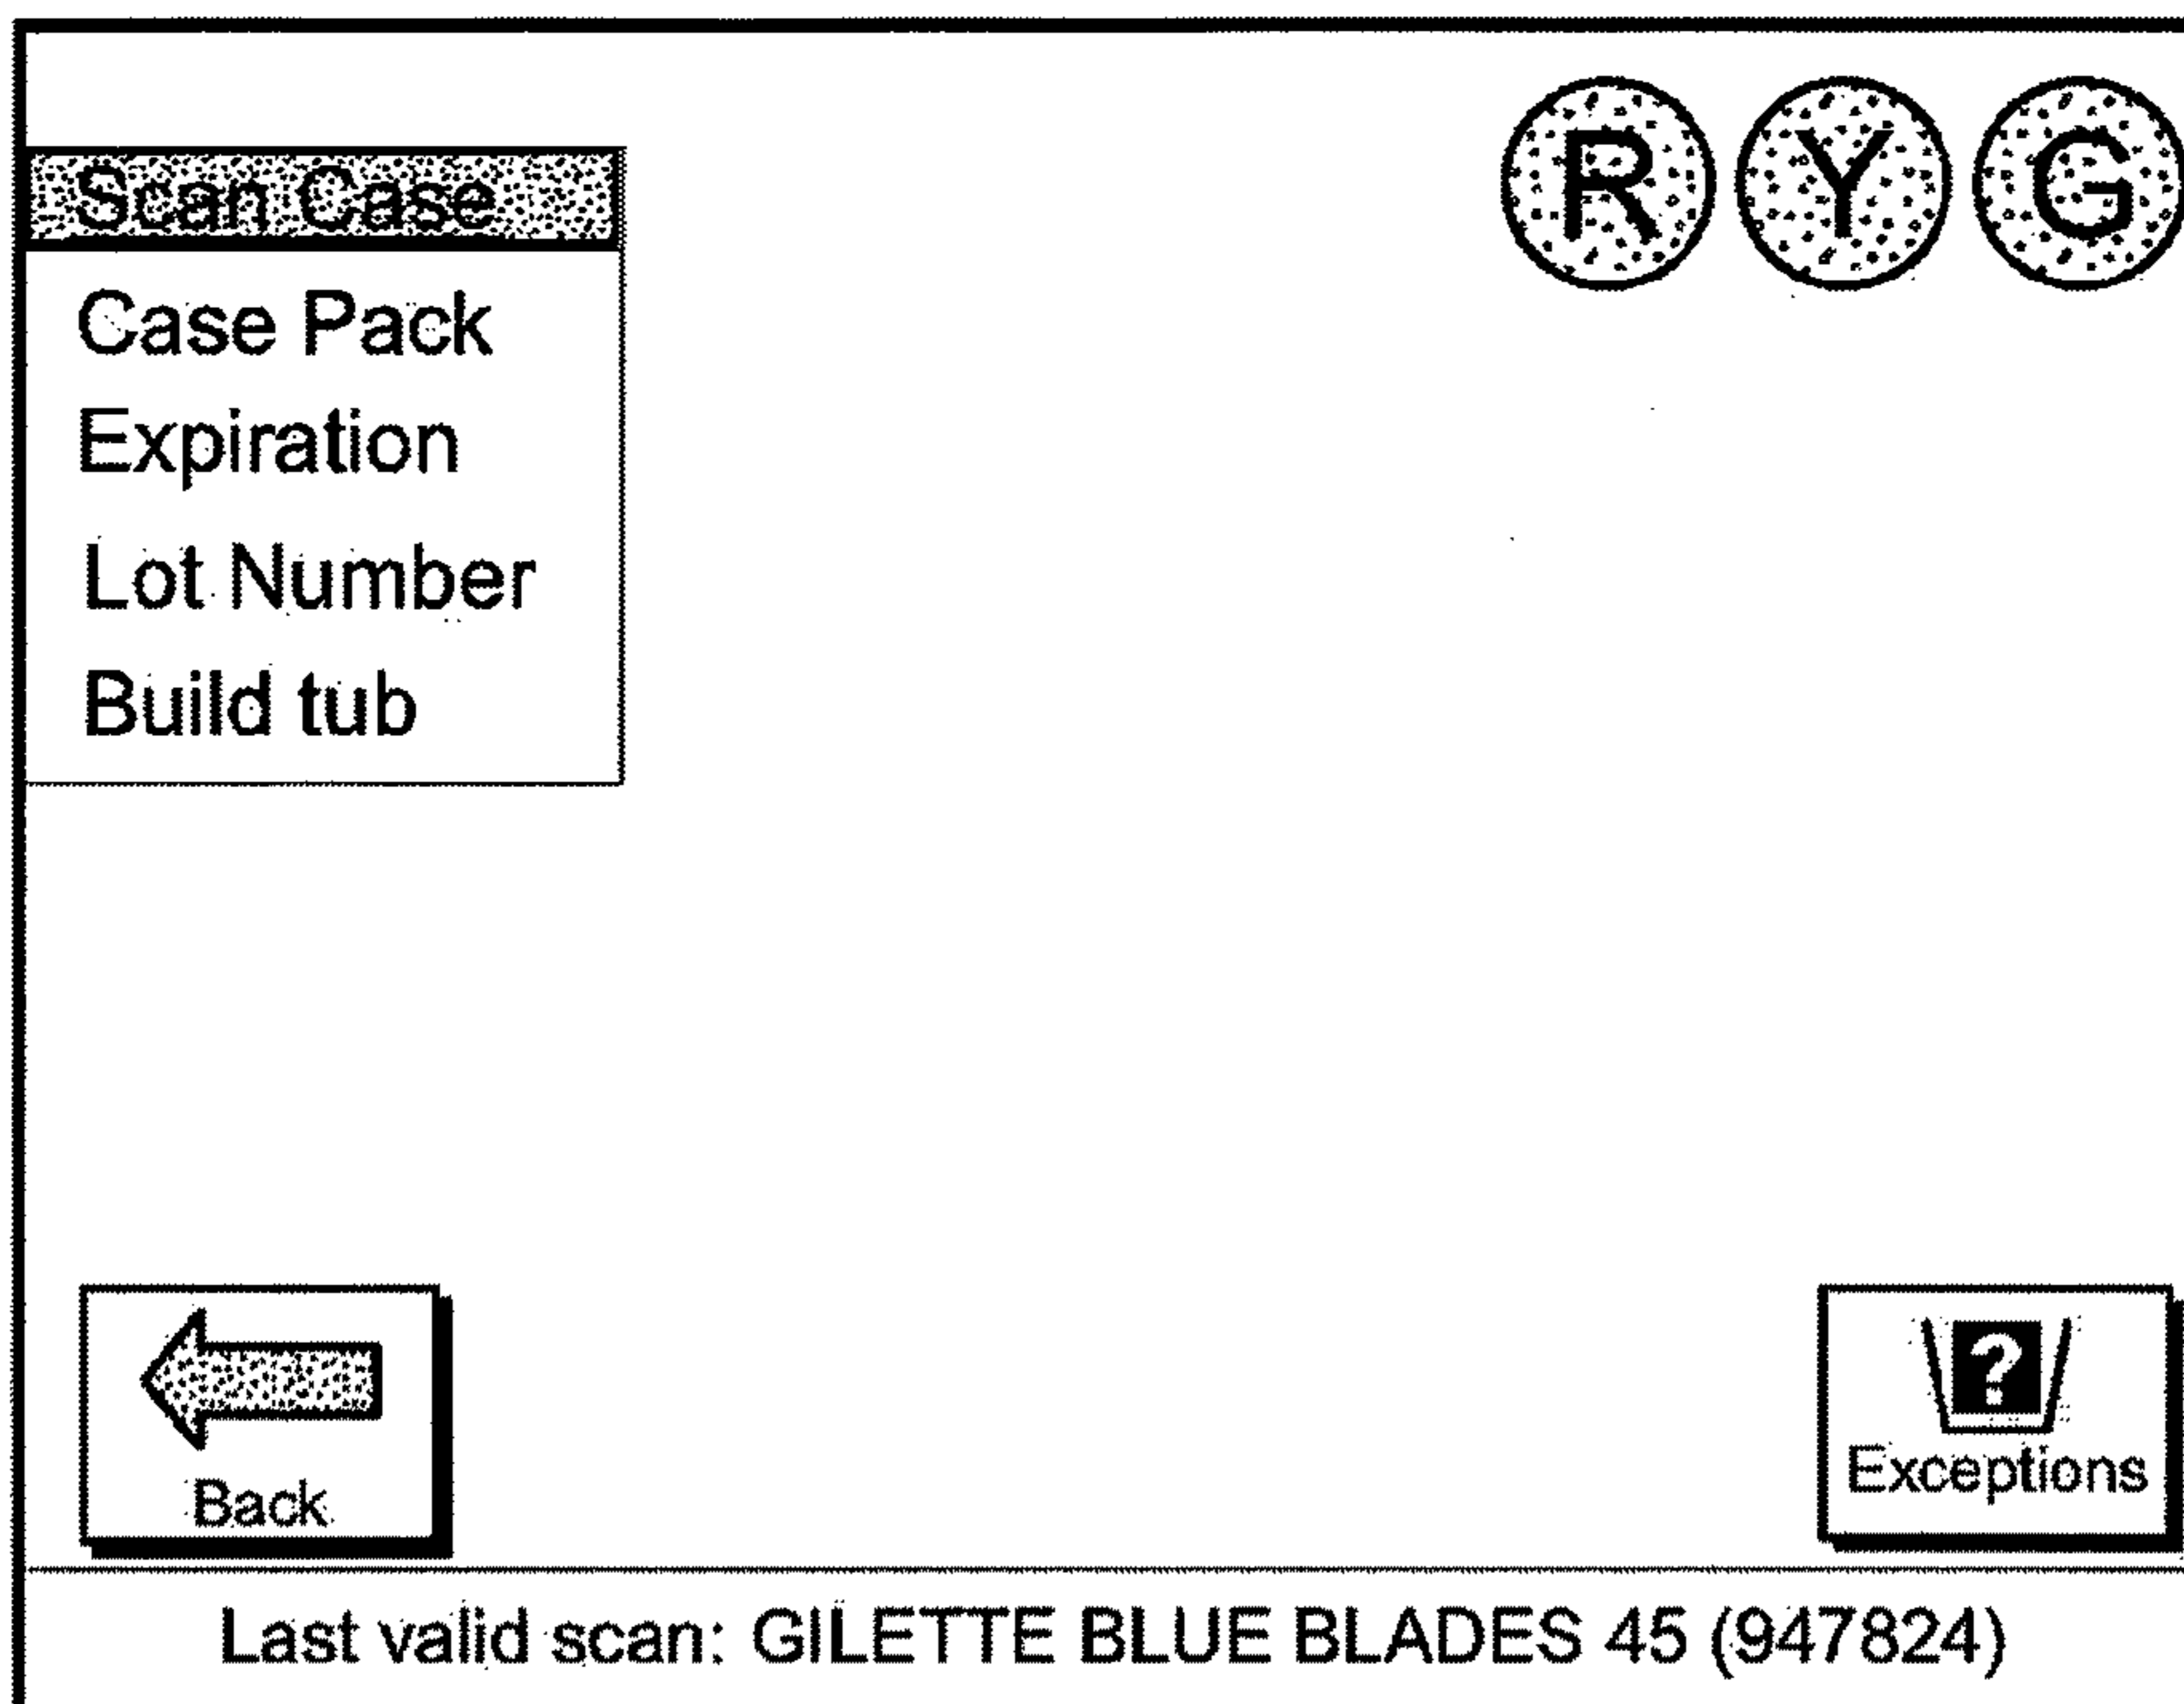 R Y G
Scan Case
Case Pack
Expiration
Lot Number
Build tub
?
Back
Exceptions
Last valid scan: GILETTE BLUE BLADES 45 (947824)